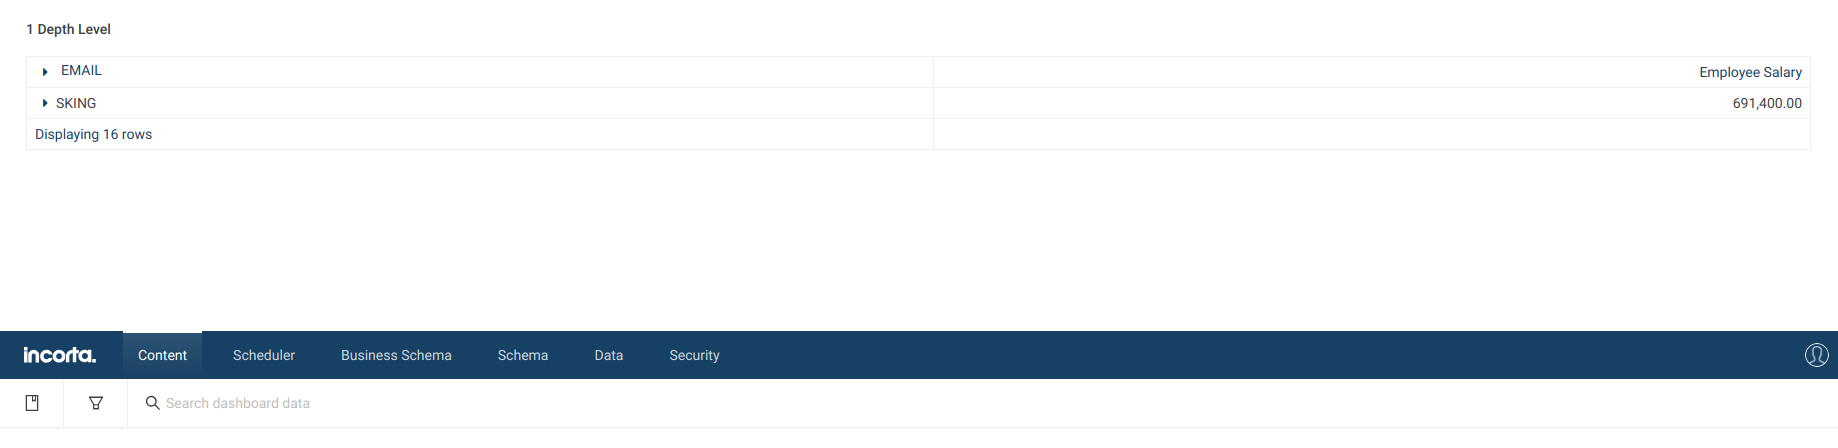 1 Depth Level
EMAIL Employee Salary
SKING 691,400.00
Displaying 16 rows
incorta. Content Scheduler Business Schema Schema Data Security
Search dashboard data